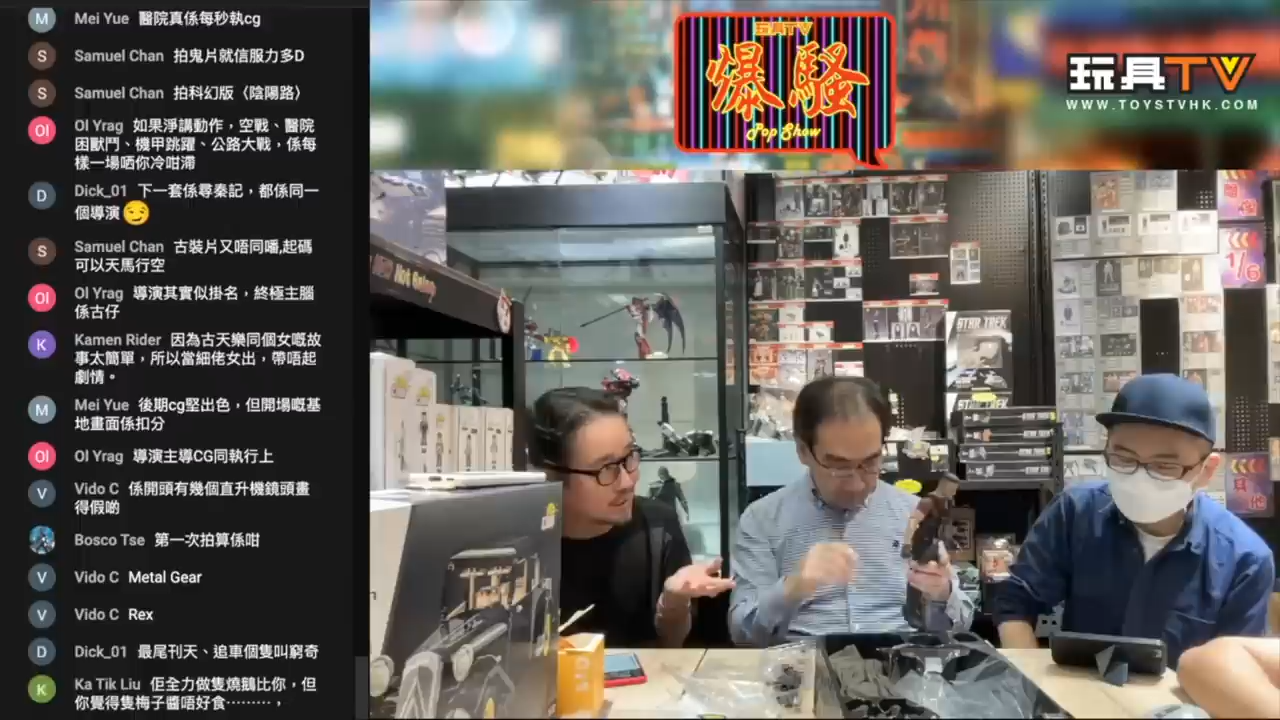 Mei Yue 醫院真係每秒執cg
Samuel Chan 拍鬼片就信服力多D
Samuel Chan 拍科幻版〈陰陽路〉
Ol Yrag 如果淨講動作，空戰、醫院
困獸鬥、機甲跳躍、公路大戰，係每
樣一場晒你冷咁滯
Dick_01 下一套係尋秦記，都係同一
個導演😏
Samuel Chan 古裝片又唔同噃,起碼
可以天馬行空
Ol Yrag 導演其實似掛名，終極主腦
係古仔
Kamen Rider 因為古天樂同個女嘅故
事太簡單，所以當細佬女出，帶唔起
劇情。
Mei Yue 後期cg堅出色，但開場嘅基
地畫面係扣分
Ol Yrag 導演主導CG同執行上
Vido C 係開頭有幾個直升機鏡頭畫
得假啲
Bosco Tse 第一次拍算係咁
Vido C Metal Gear
Vido C Rex
Dick_01 最尾刊天、追車個隻叫窮奇
Ka Tik Liu 佢全力做隻燒鵝比你，但
你覺得隻梅子醬唔好食………，
玩具TV
爆騷
Pop Show
玩具TV
WWW.TOYSTVHK.COM
STAR TREK
1/6